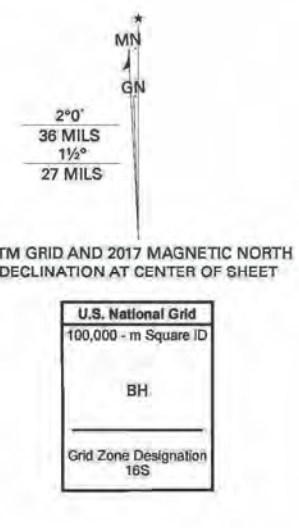 ★
MN
GN
2°0'
36 MILS
1½°
27 MILS
TM GRID AND 2017 MAGNETIC NORTH
DECLINATION AT CENTER OF SHEET
U.S. National Grid
100,000 - m Square ID
BH
Grid Zone Designation
16S